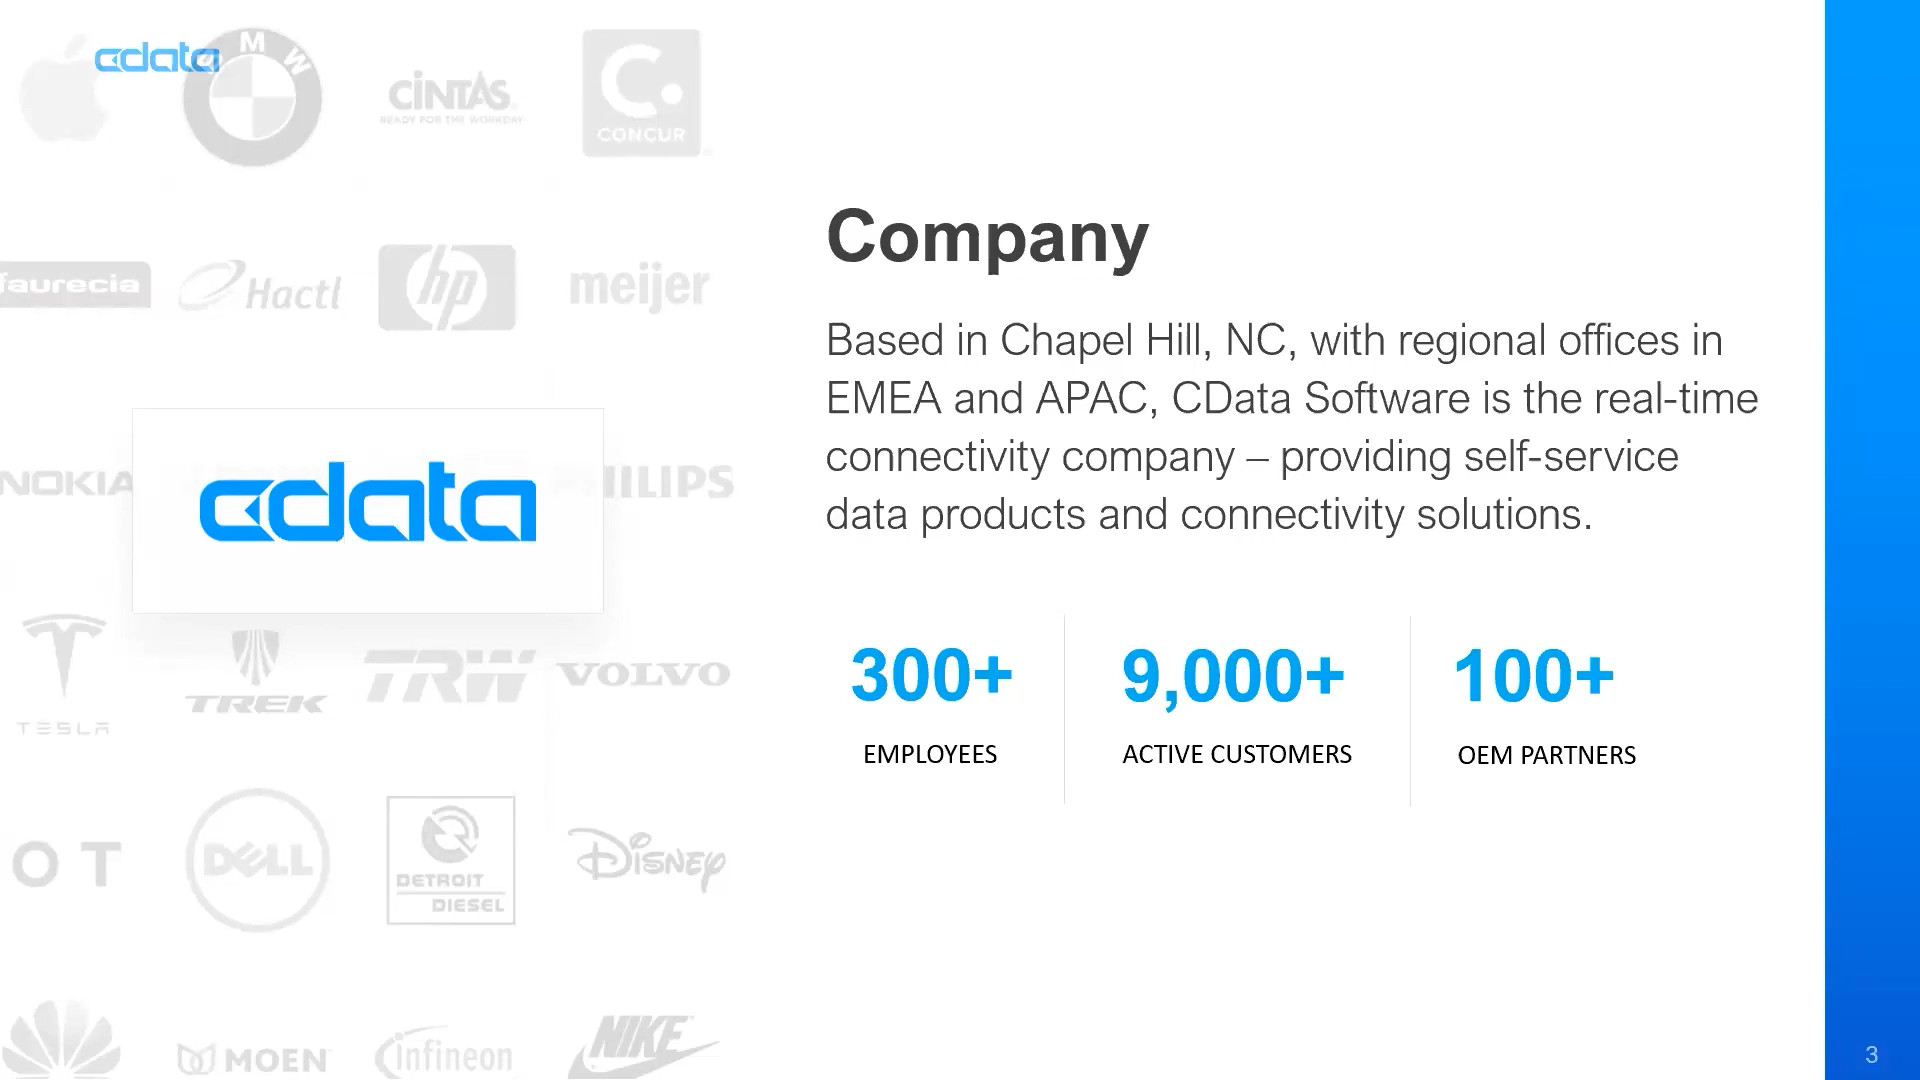 cdata
BMW
CINTAS
READY FOR THE WORKDAY
CONCUR
faurecia
Hactl
hp
meijer
NOKIA
cdata
PHILIPS
TESLA
TREK
TRW
VOLVO
O T
DELL
DETROIT
DIESEL
Disney
MOEN
infineon
NIKE
Company
Based in Chapel Hill, NC, with regional offices in
EMEA and APAC, CData Software is the real-time
connectivity company – providing self-service
data products and connectivity solutions.
300+
EMPLOYEES
9,000+
ACTIVE CUSTOMERS
100+
OEM PARTNERS
3